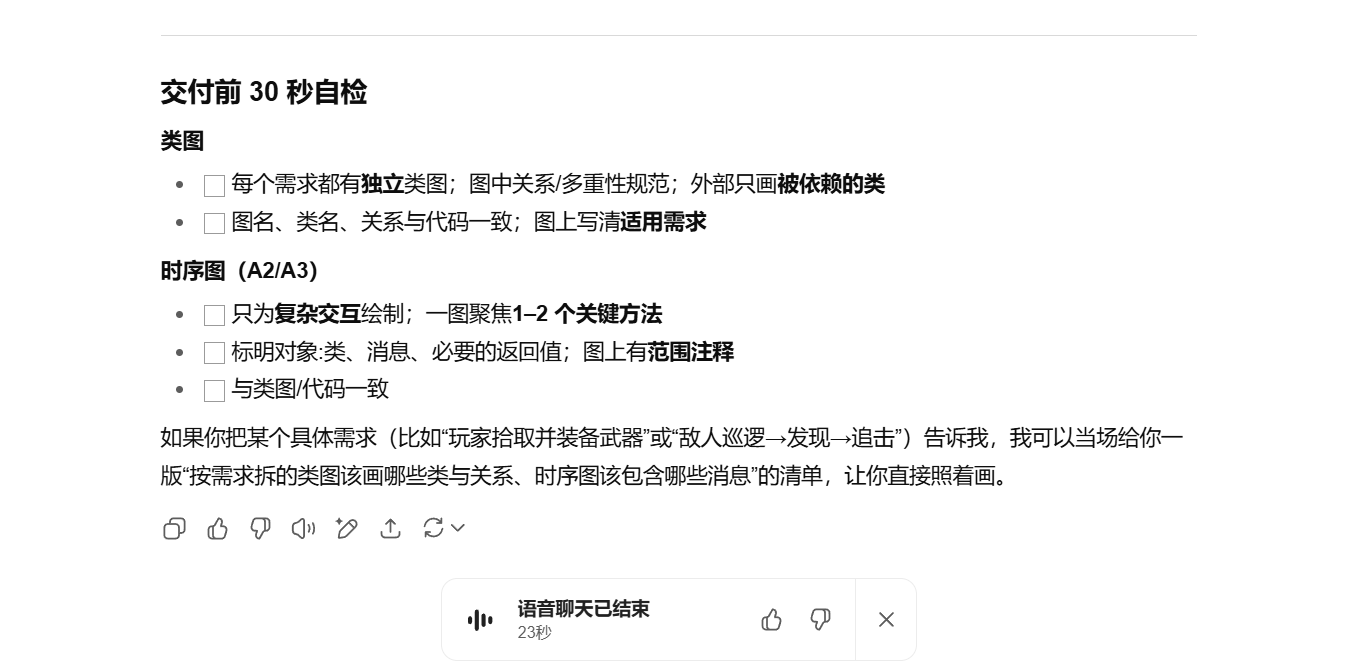 交付前 30 秒自检
类图
每个需求都有独立类图；图中关系/多重性规范；外部只画被依赖的类
图名、类名、关系与代码一致；图上写清适用需求
时序图（A2/A3）
只为复杂交互绘制；一图聚焦1–2 个关键方法
标明对象:类、消息、必要的返回值；图上有范围注释
与类图/代码一致
如果你把某个具体需求（比如“玩家拾取并装备武器”或“敌人巡逻→发现→追击”）告诉我，我可以当场给你一
版“按需求拆的类图该画哪些类与关系、时序图该包含哪些消息”的清单，让你直接照着画。
语音聊天已结束
23秒